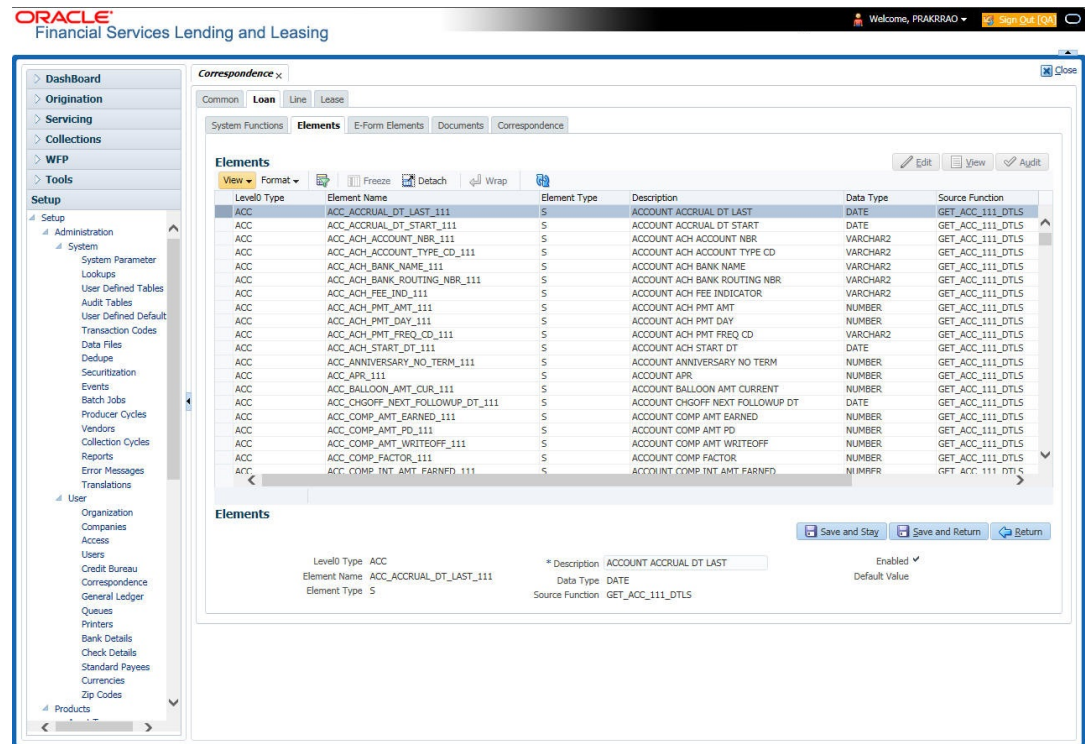 ORACLE
Financial Services Lending and Leasing
Welcome, PRAKRRAO
Sign Out [QA]
DashBoard
Origination
Servicing
Collections
WFP
Tools
Setup
Setup
Administration
System
System Parameter
Lookups
User Defined Tables
Audit Tables
User Defined Default
Transaction Codes
Data Files
Dedupe
Securitization
Events
Batch Jobs
Producer Cycles
Vendors
Collection Cycles
Reports
Error Messages
Translations
User
Organization
Companies
Access
Users
Credit Bureau
Correspondence
General Ledger
Queues
Printers
Bank Details
Check Details
Standard Payees
Currencies
Zip Codes
Products
Correspondence x
Close
Common Loan Line Lease
System Functions Elements E-Form Elements Documents Correspondence
Elements
Edit View Audit
View Format Freeze Detach Wrap
Level0 Type Element Name Element Type Description Data Type Source Function
ACC ACC_ACCRUAL_DT_LAST_111 S ACCOUNT ACCRUAL DT LAST DATE GET_ACC_111_DTLS
ACC ACC_ACCRUAL_DT_START_111 S ACCOUNT ACCRUAL DT START DATE GET_ACC_111_DTLS
ACC ACC_ACH_ACCOUNT_NBR_111 S ACCOUNT ACH ACCOUNT NBR VARCHAR2 GET_ACC_111_DTLS
ACC ACC_ACH_ACCOUNT_TYPE_CD_111 S ACCOUNT ACH ACCOUNT TYPE CD VARCHAR2 GET_ACC_111_DTLS
ACC ACC_ACH_BANK_NAME_111 S ACCOUNT ACH BANK NAME VARCHAR2 GET_ACC_111_DTLS
ACC ACC_ACH_BANK_ROUTING_NBR_111 S ACCOUNT ACH BANK ROUTING NBR VARCHAR2 GET_ACC_111_DTLS
ACC ACC_ACH_FEE_IND_111 S ACCOUNT ACH FEE INDICATOR VARCHAR2 GET_ACC_111_DTLS
ACC ACC_ACH_PMT_AMT_111 S ACCOUNT ACH PMT AMT NUMBER GET_ACC_111_DTLS
ACC ACC_ACH_PMT_DAY_111 S ACCOUNT ACH PMT DAY NUMBER GET_ACC_111_DTLS
ACC ACC_ACH_PMT_FREQ_CD_111 S ACCOUNT ACH PMT FREQ CD VARCHAR2 GET_ACC_111_DTLS
ACC ACC_ACH_START_DT_111 S ACCOUNT ACH START DT DATE GET_ACC_111_DTLS
ACC ACC_ANNIVERSARY_NO_TERM_111 S ACCOUNT ANNIVERSARY NO TERM NUMBER GET_ACC_111_DTLS
ACC ACC_APR_111 S ACCOUNT APR NUMBER GET_ACC_111_DTLS
ACC ACC_BALLOON_AMT_CUR_111 S ACCOUNT BALLOON AMT CURRENT NUMBER GET_ACC_111_DTLS
ACC ACC_CHGOFF_NEXT_FOLLOWUP_DT_111 S ACCOUNT CHGOFF NEXT FOLLOWUP DT DATE GET_ACC_111_DTLS
ACC ACC_COMP_AMT_EARNED_111 S ACCOUNT COMP AMT EARNED NUMBER GET_ACC_111_DTLS
ACC ACC_COMP_AMT_PD_111 S ACCOUNT COMP AMT PD NUMBER GET_ACC_111_DTLS
ACC ACC_COMP_AMT_WRITEOFF_111 S ACCOUNT COMP AMT WRITEOFF NUMBER GET_ACC_111_DTLS
ACC ACC_COMP_FACTOR_111 S ACCOUNT COMP FACTOR NUMBER GET_ACC_111_DTLS
ACC ACC_COMP_INT_AMT_EARNED_111 S ACCOUNT COMP INT AMT EARNED NUMBER GET_ACC_111_DTLS
Elements
Save and Stay Save and Return Return
Level0 Type ACC * Description ACCOUNT ACCRUAL DT LAST Enabled
Element Name ACC_ACCRUAL_DT_LAST_111 Data Type DATE Default Value
Element Type S Source Function GET_ACC_111_DTLS